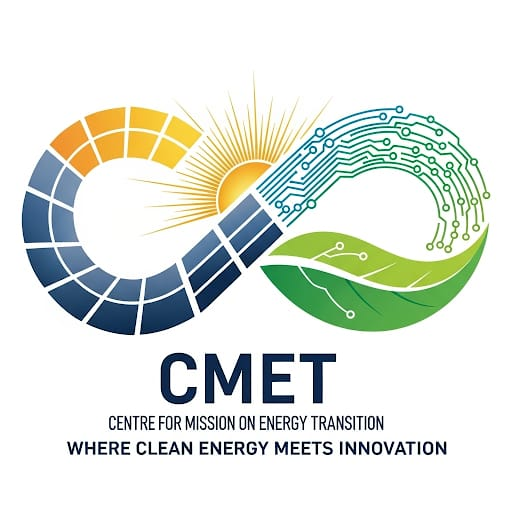 CMET
CENTRE FOR MISSION ON ENERGY TRANSITION
WHERE CLEAN ENERGY MEETS INNOVATION